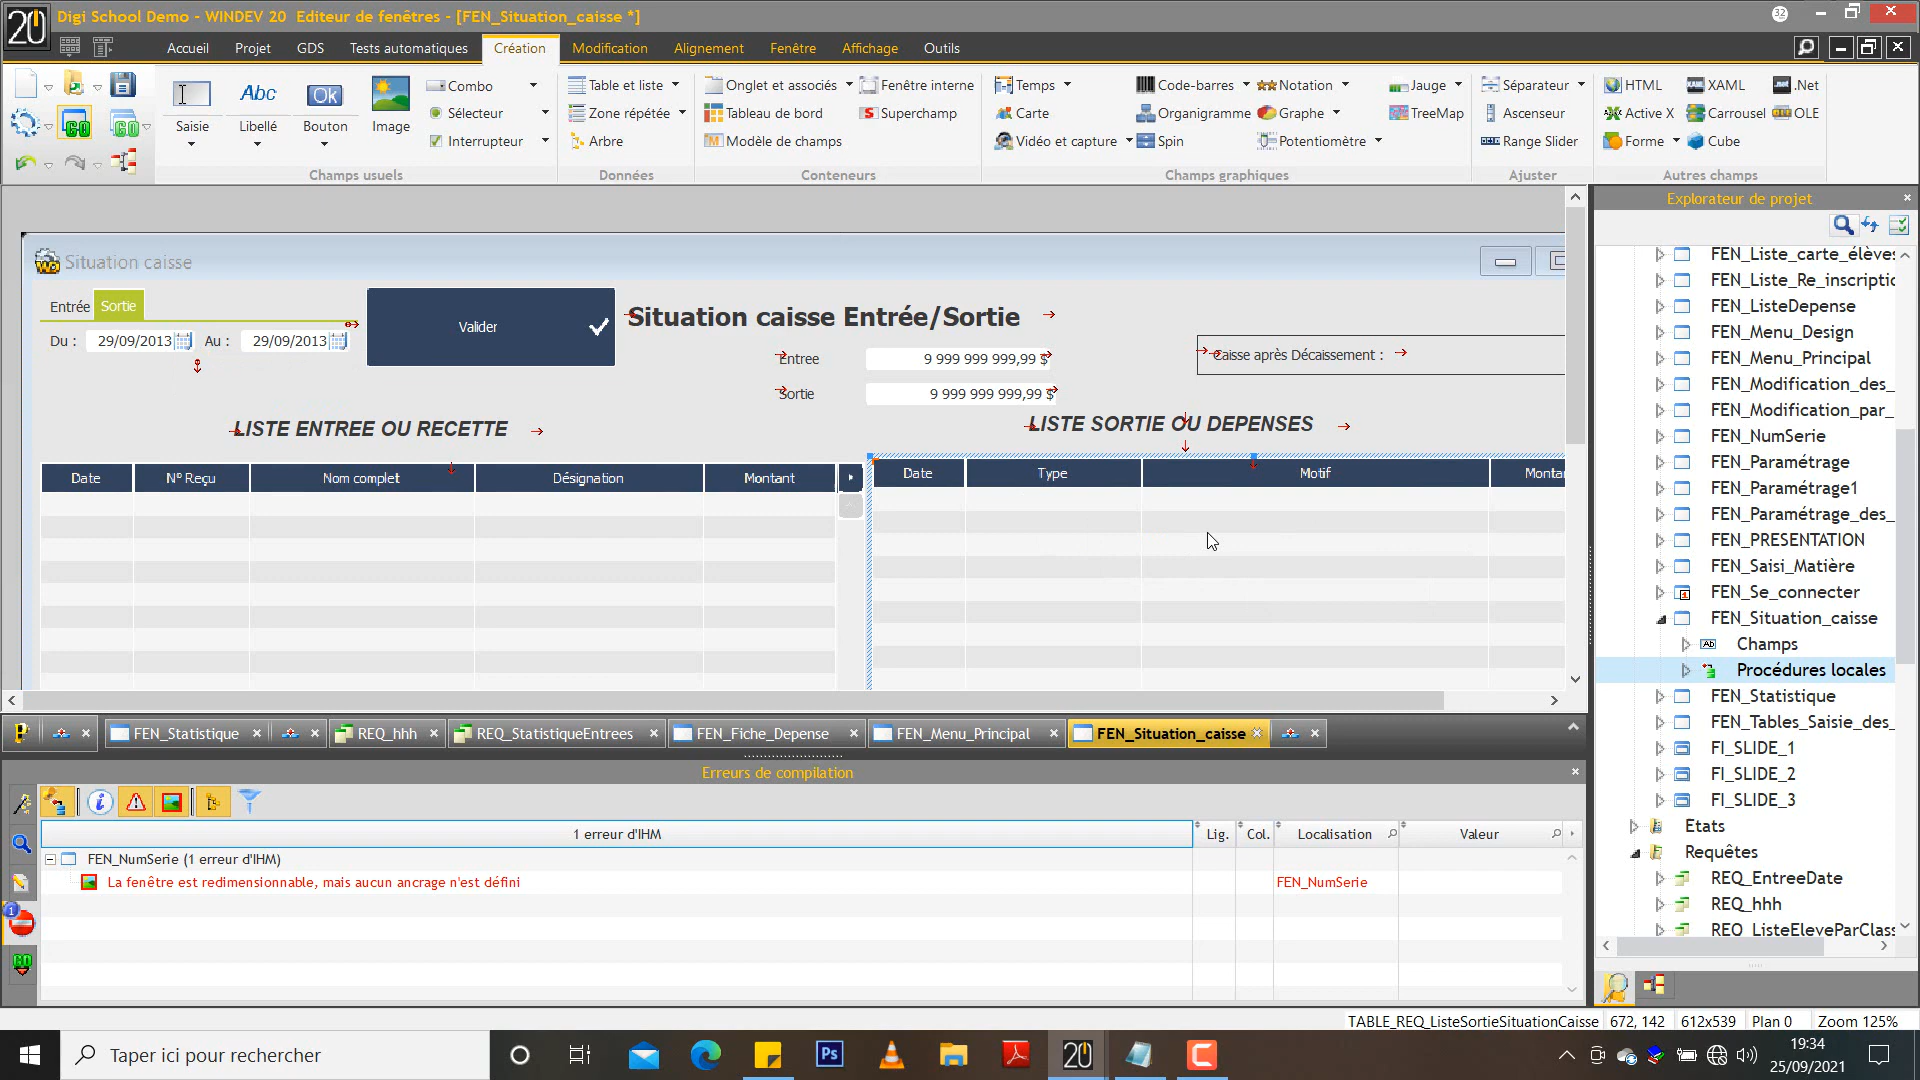 20
Digi School Demo - WINDEV 20 Editeur de fenêtres - [FEN_Situation_caisse *]
32
Accueil
Projet
GDS
Tests automatiques
Création
Modification
Alignement
Fenêtre
Affichage
Outils
Saisie
Abc
Libellé
Ok
Bouton
Image
Combo
Sélecteur
Interrupteur
Champs usuels
Table et liste
Zone répétée
Arbre
Données
Onglet et associés
Tableau de bord
Modèle de champs
Fenêtre interne
Superchamp
Conteneurs
Temps
Carte
Vidéo et capture
Code-barres
Organigramme
Spin
Notation
Graphe
Potentiomètre
Jauge
TreeMap
Champs graphiques
Séparateur
Ascenseur
Range Slider
Ajuster
HTML
Active X
Forme
XAML
Carrousel
Cube
.Net
OLE
Autres champs
Situation caisse
Entrée
Sortie
Du :
29/09/2013
Au :
29/09/2013
Valider
Situation caisse Entrée/Sortie
Entree
9 999 999 999,99 $
Sortie
9 999 999 999,99 $
Caisse après Décaissement :
LISTE ENTREE OU RECETTE
LISTE SORTIE OU DEPENSES
Date
N° Reçu
Nom complet
Désignation
Montant
Date
Type
Motif
Montan
Explorateur de projet
FEN_Liste_carte_élèves
FEN_Liste_Re_inscriptio
FEN_ListeDepense
FEN_Menu_Design
FEN_Menu_Principal
FEN_Modification_des_
FEN_Modification_par_
FEN_NumSerie
FEN_Paramétrage
FEN_Paramétrage1
FEN_Paramétrage_des_
FEN_PRESENTATION
FEN_Saisi_Matière
FEN_Se_connecter
FEN_Situation_caisse
Champs
Procédures locales
FEN_Statistique
FEN_Tables_Saisie_des_
FI_SLIDE_1
FI_SLIDE_2
FI_SLIDE_3
Etats
Requêtes
REQ_EntreeDate
REQ_hhh
REQ_ListeEleveParClass
FEN_Statistique
REQ_hhh
REQ_StatistiqueEntrees
FEN_Fiche_Depense
FEN_Menu_Principal
FEN_Situation_caisse
Erreurs de compilation
1 erreur d'IHM
Lig.
Col.
Localisation
Valeur
FEN_NumSerie (1 erreur d'IHM)
La fenêtre est redimensionnable, mais aucun ancrage n'est défini
FEN_NumSerie
TABLE_REQ_ListeSortieSituationCaisse
672, 142
612x539
Plan 0
Zoom 125%
Taper ici pour rechercher
Ps
20
19:34
25/09/2021